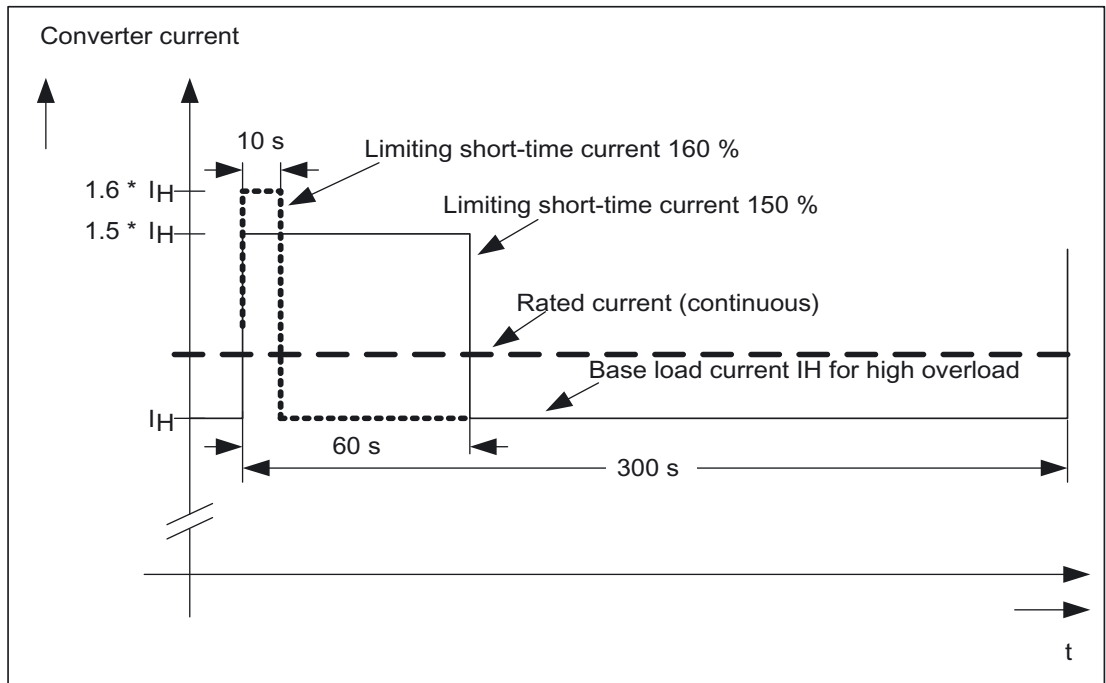 Converter current
10 s
Limiting short-time current 160 %
1.6 * IH
Limiting short-time current 150 %
1.5 * IH
Rated current (continuous)
Base load current IH for high overload
IH
60 s
300 s
t